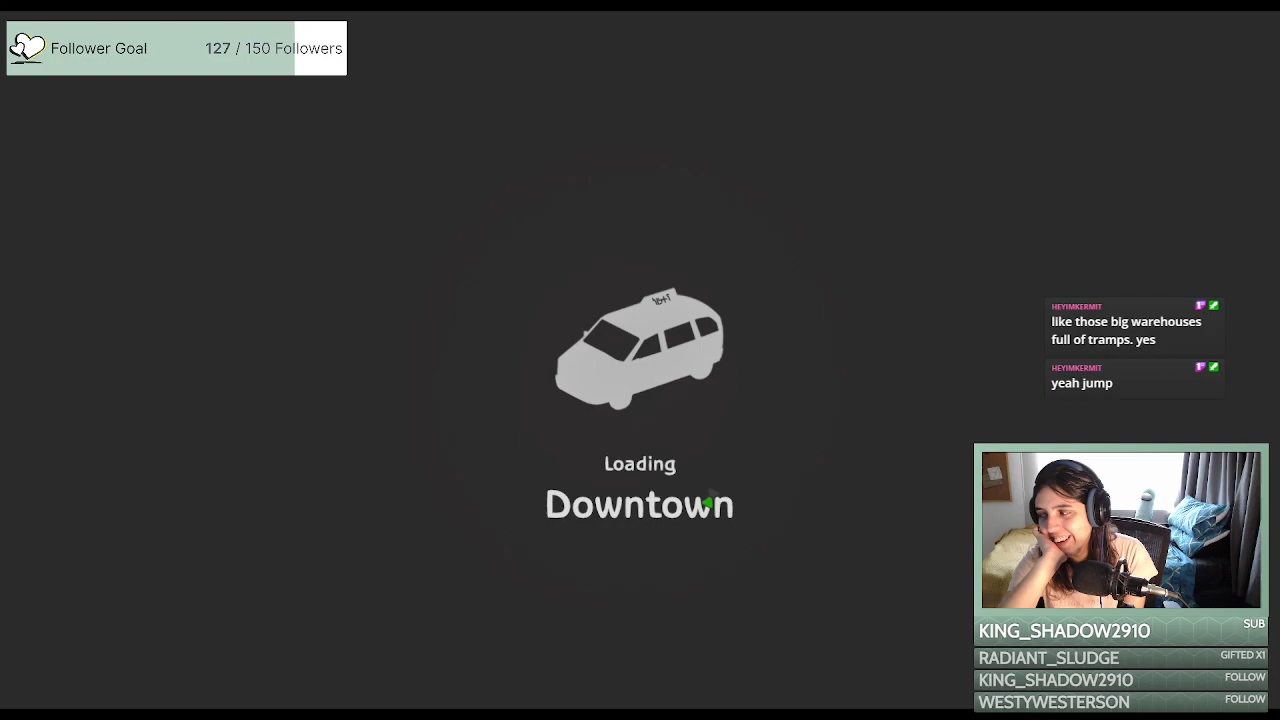 Follower Goal 127 / 150 Followers
HEYIMKERMIT
like those big warehouses
full of tramps. yes
HEYIMKERMIT
yeah jump
Loading
Downtown
KING_SHADOW2910 SUB
RADIANT_SLUDGE GIFTED X1
KING_SHADOW2910 FOLLOW
WESTYWESTERSON FOLLOW